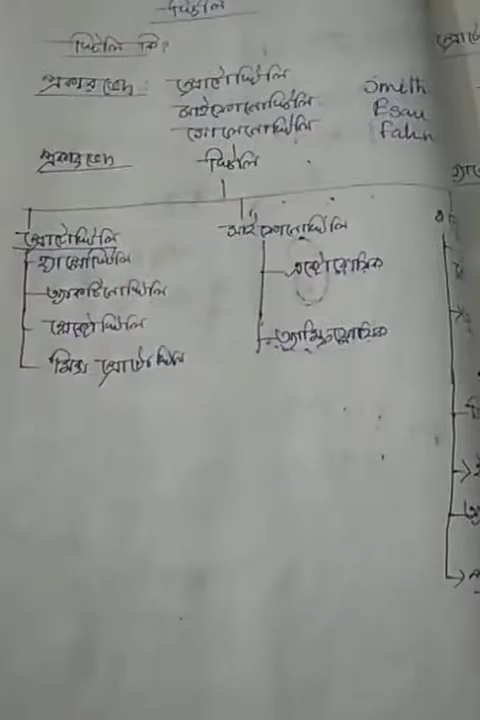 স্টিলি
স্টিলি কি?
প্রকারভেদ : প্রোটোস্টিলি Smith
সাইফোনোস্টিলি Esau
সোলেনোস্টিলি Fahn
প্রকারভেদ স্টিলি
প্রোটোস্টিলি সাইফোনোস্টিলি
হ্যাপ্লোস্টিলি
অ্যাকটিনোস্টিলি
প্লেক্টোস্টিলি
মিশ্র প্রোটোস্টিলি
এক্টোফ্লোয়িক
অ্যাম্ফিফ্লোয়িক